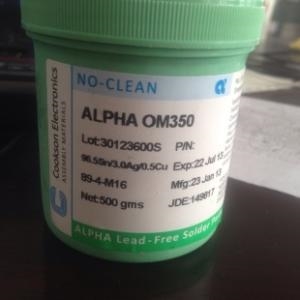 NO-CLEAN
Cookson Electronics
ASSEMBLY MATERIALS
ALPHA OM350
Lot:30123600S P/N:
96.5Sn/3.0Ag/0.5Cu Exp:22 Jul 13
89-4-M16 Mfg:23 Jan 13
Net:500 gms JDE:149817
ALPHA Lead-Free Solder